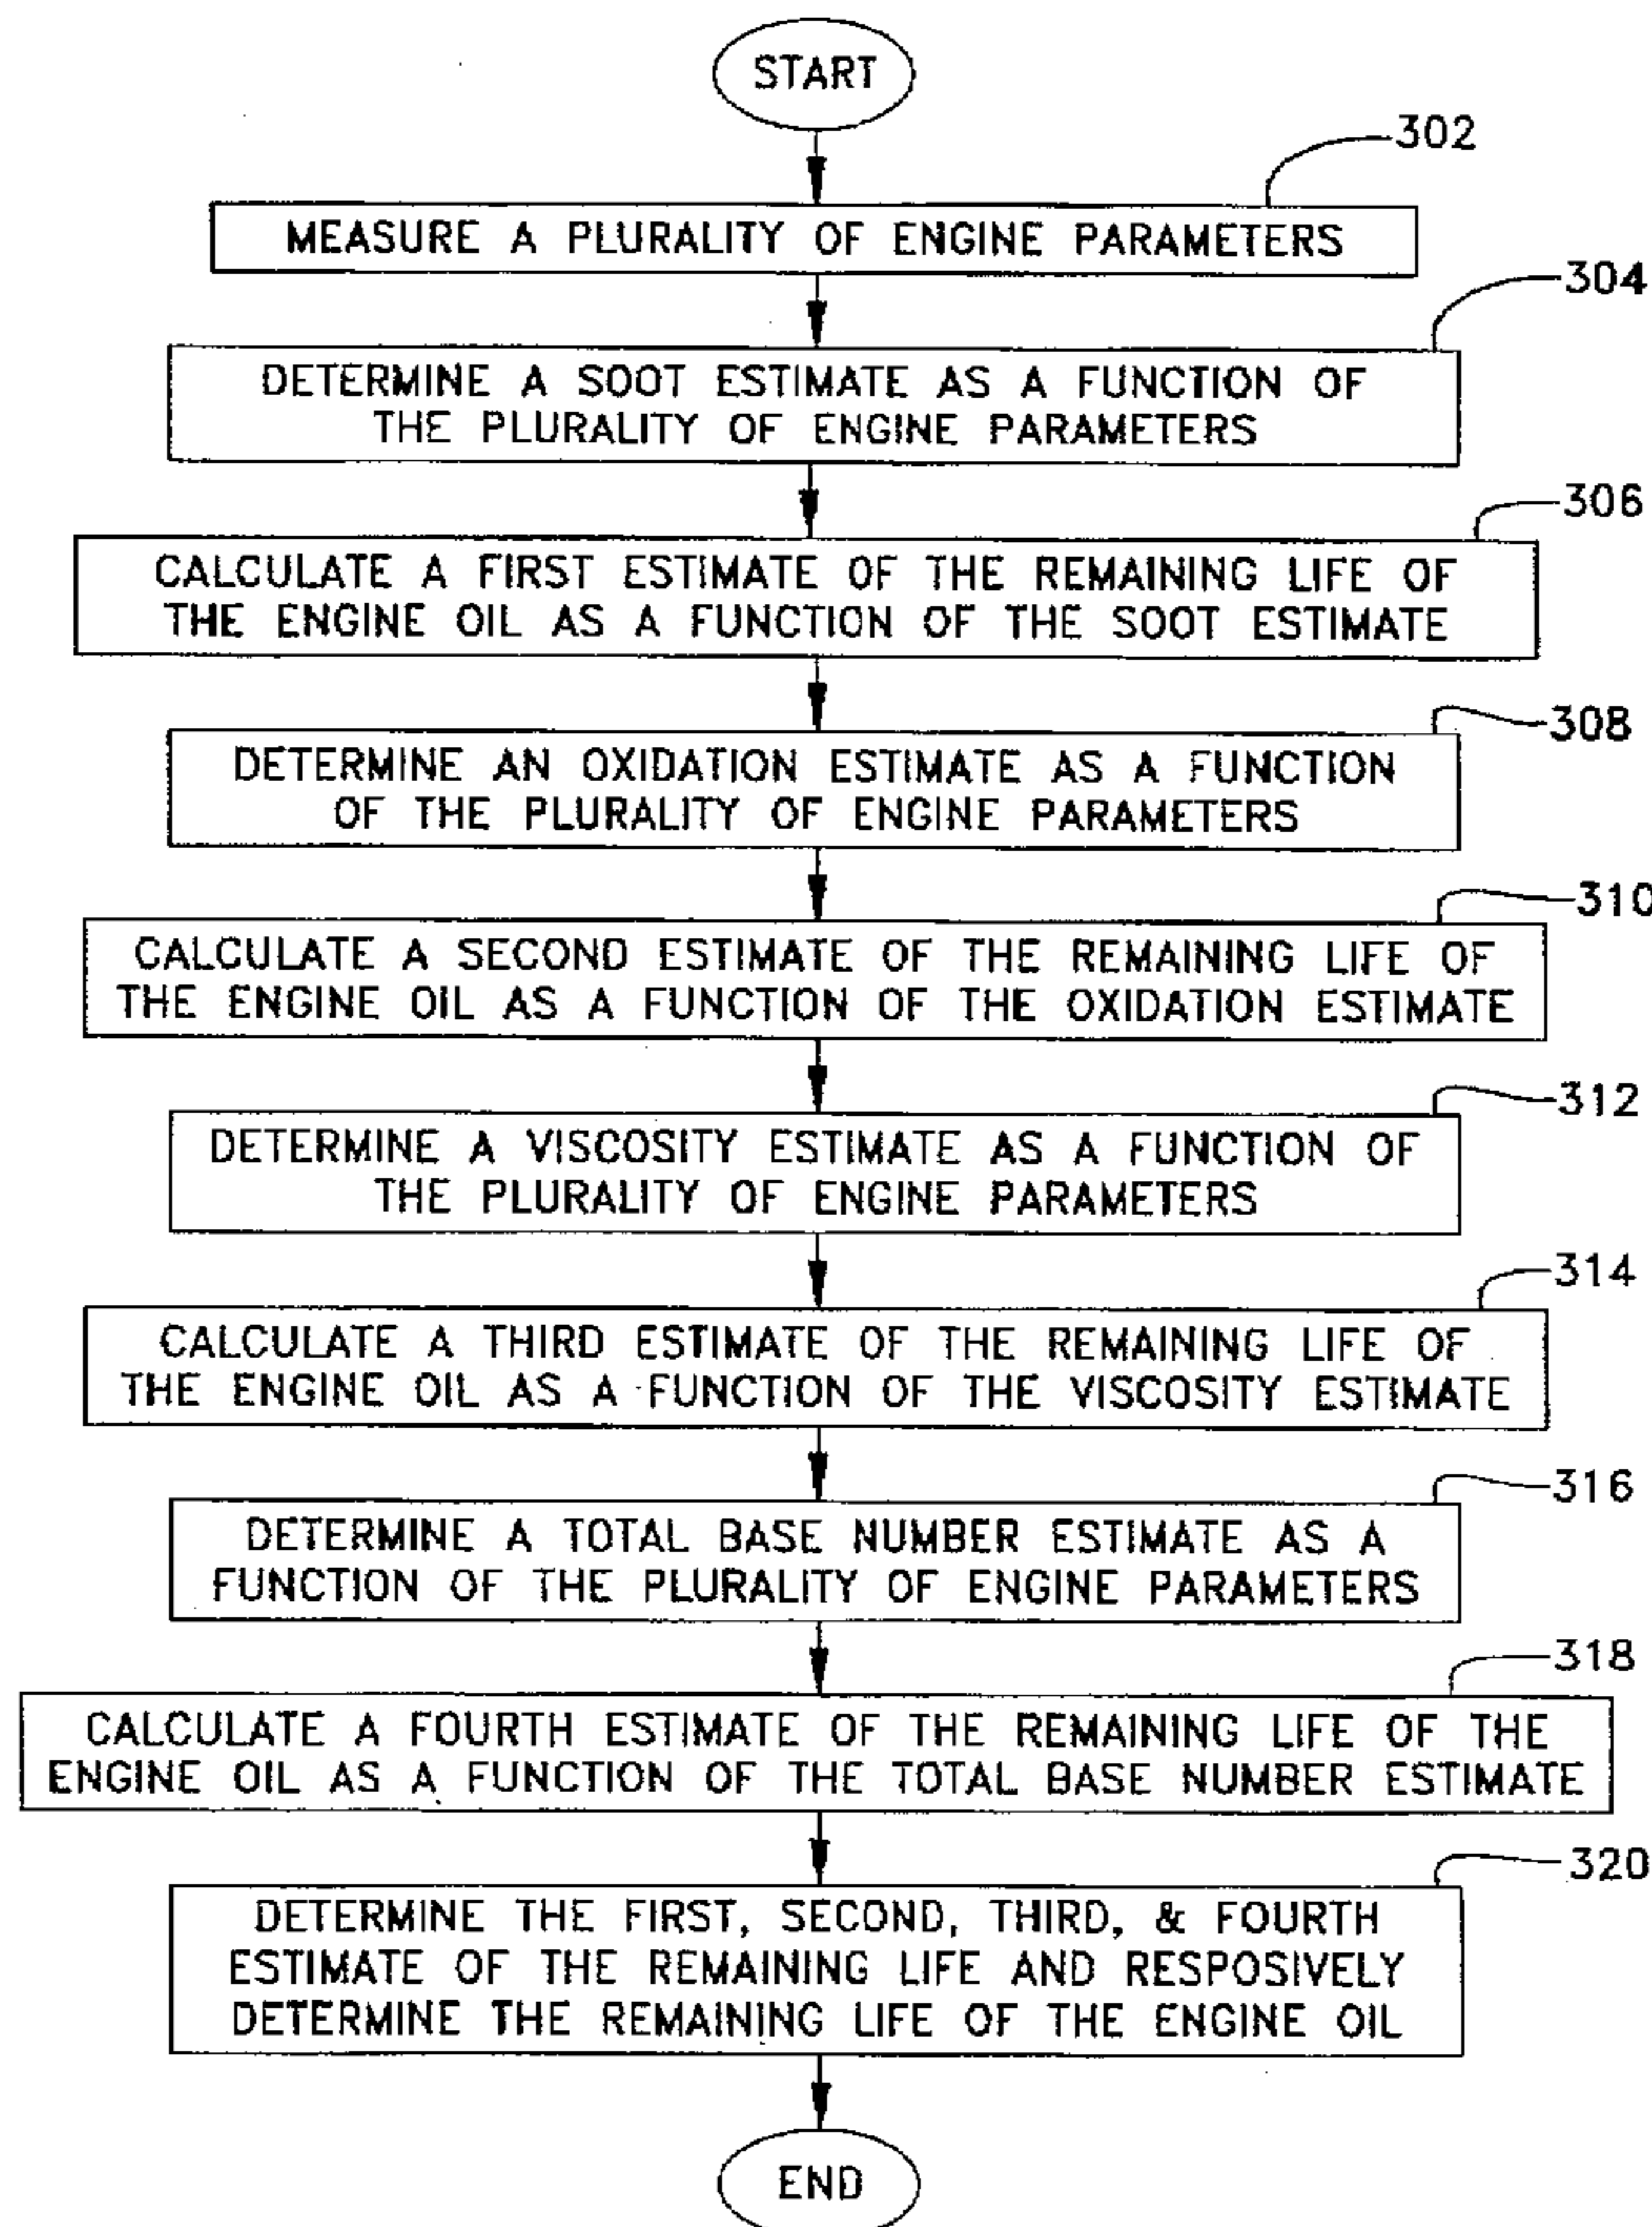 START
302
MEASURE A PLURALITY OF ENGINE PARAMETERS
304
DETERMINE A SOOT ESTIMATE AS A FUNCTION OF
THE PLURALITY OF ENGINE PARAMETERS
306
CALCULATE A FIRST ESTIMATE OF THE REMAINING LIFE OF
THE ENGINE OIL AS A FUNCTION OF THE SOOT ESTIMATE
308
DETERMINE AN OXIDATION ESTIMATE AS A FUNCTION
OF THE PLURALITY OF ENGINE PARAMETERS
310
CALCULATE A SECOND ESTIMATE OF THE REMAINING LIFE OF
THE ENGINE OIL AS A FUNCTION OF THE OXIDATION ESTIMATE
312
DETERMINE A VISCOSITY ESTIMATE AS A FUNCTION OF
THE PLURALITY OF ENGINE PARAMETERS
314
CALCULATE A THIRD ESTIMATE OF THE REMAINING LIFE OF
THE ENGINE OIL AS A FUNCTION OF THE VISCOSITY ESTIMATE
316
DETERMINE A TOTAL BASE NUMBER ESTIMATE AS A
FUNCTION OF THE PLURALITY OF ENGINE PARAMETERS
318
CALCULATE A FOURTH ESTIMATE OF THE REMAINING LIFE OF THE
ENGINE OIL AS A FUNCTION OF THE TOTAL BASE NUMBER ESTIMATE
320
DETERMINE THE FIRST, SECOND, THIRD, & FOURTH
ESTIMATE OF THE REMAINING LIFE AND RESPOSIVELY
DETERMINE THE REMAINING LIFE OF THE ENGINE OIL
END